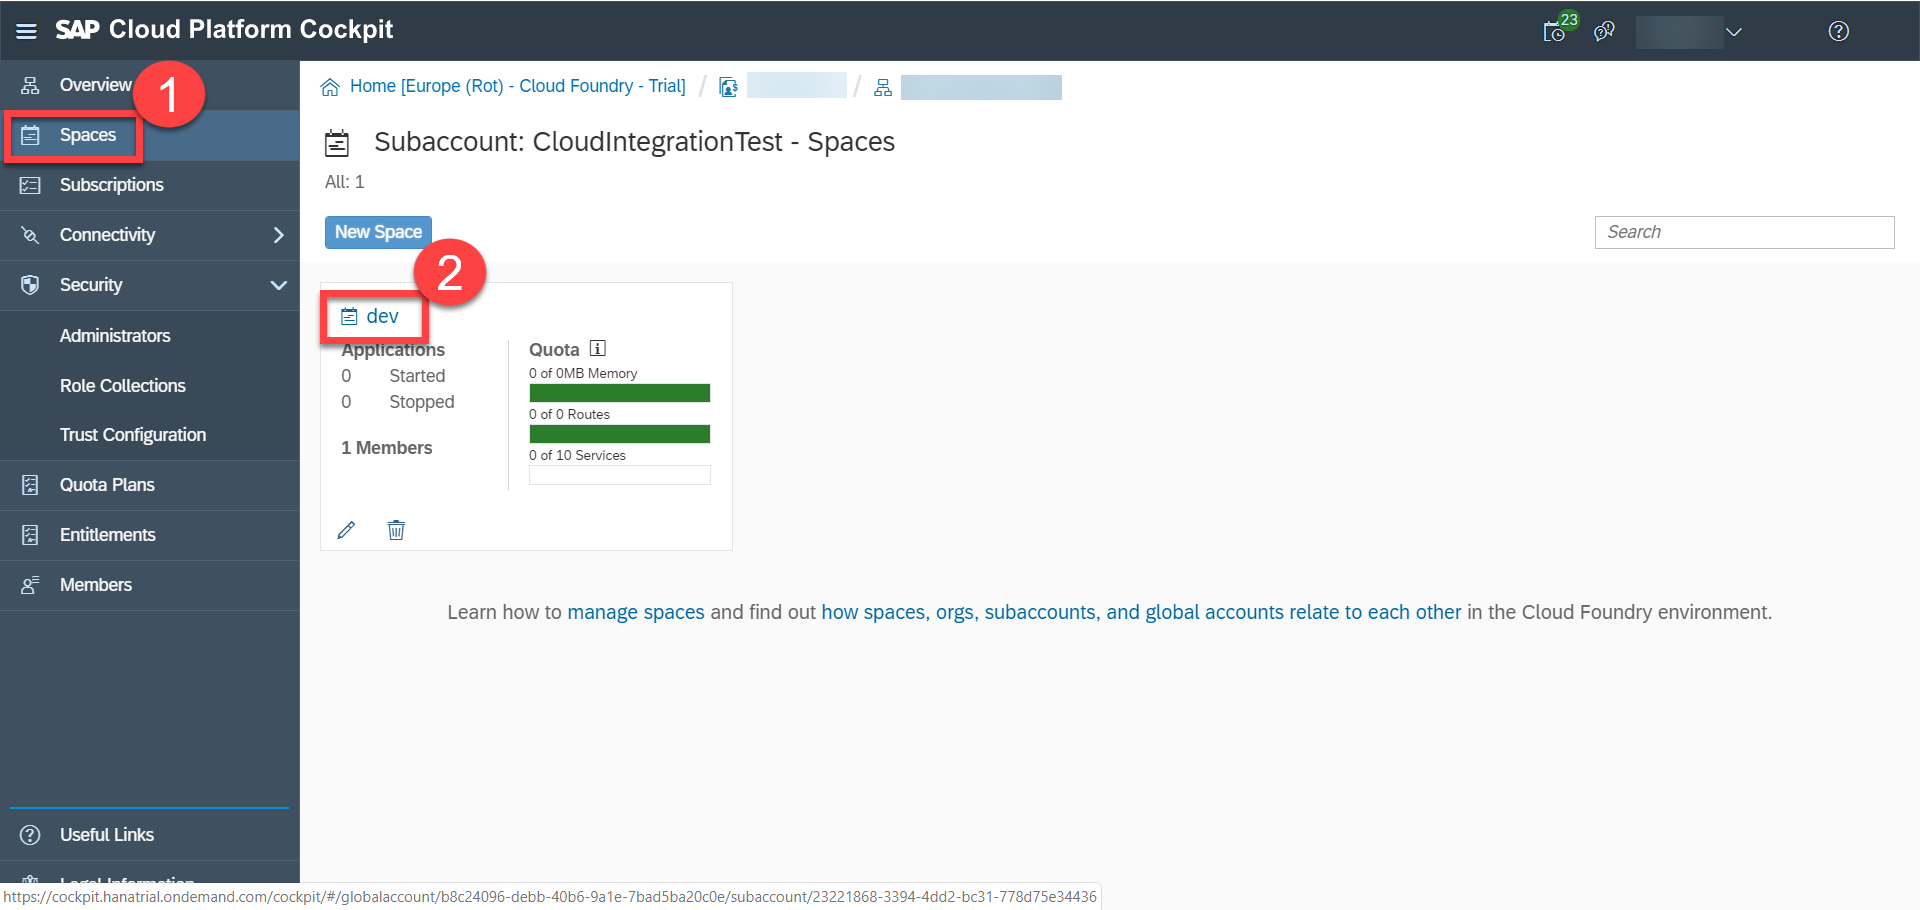 SAP Cloud Platform Cockpit
23
Overview
1
Spaces
Subscriptions
Connectivity
Security
Administrators
Role Collections
Trust Configuration
Quota Plans
Entitlements
Members
Useful Links
Legal Information
Home [Europe (Rot) - Cloud Foundry - Trial] / /
Subaccount: CloudIntegrationTest - Spaces
All: 1
New Space
Search
2
dev
Applications
0 Started
0 Stopped
1 Members
Quota
0 of 0MB Memory
0 of 0 Routes
0 of 10 Services
Learn how to manage spaces and find out how spaces, orgs, subaccounts, and global accounts relate to each other in the Cloud Foundry environment.
https://cockpit.hanatrial.ondemand.com/cockpit/#/globalaccount/b8c24096-debb-40b6-9a1e-7bad5ba20c0e/subaccount/23221868-3394-4dd2-bc31-778d75e34436